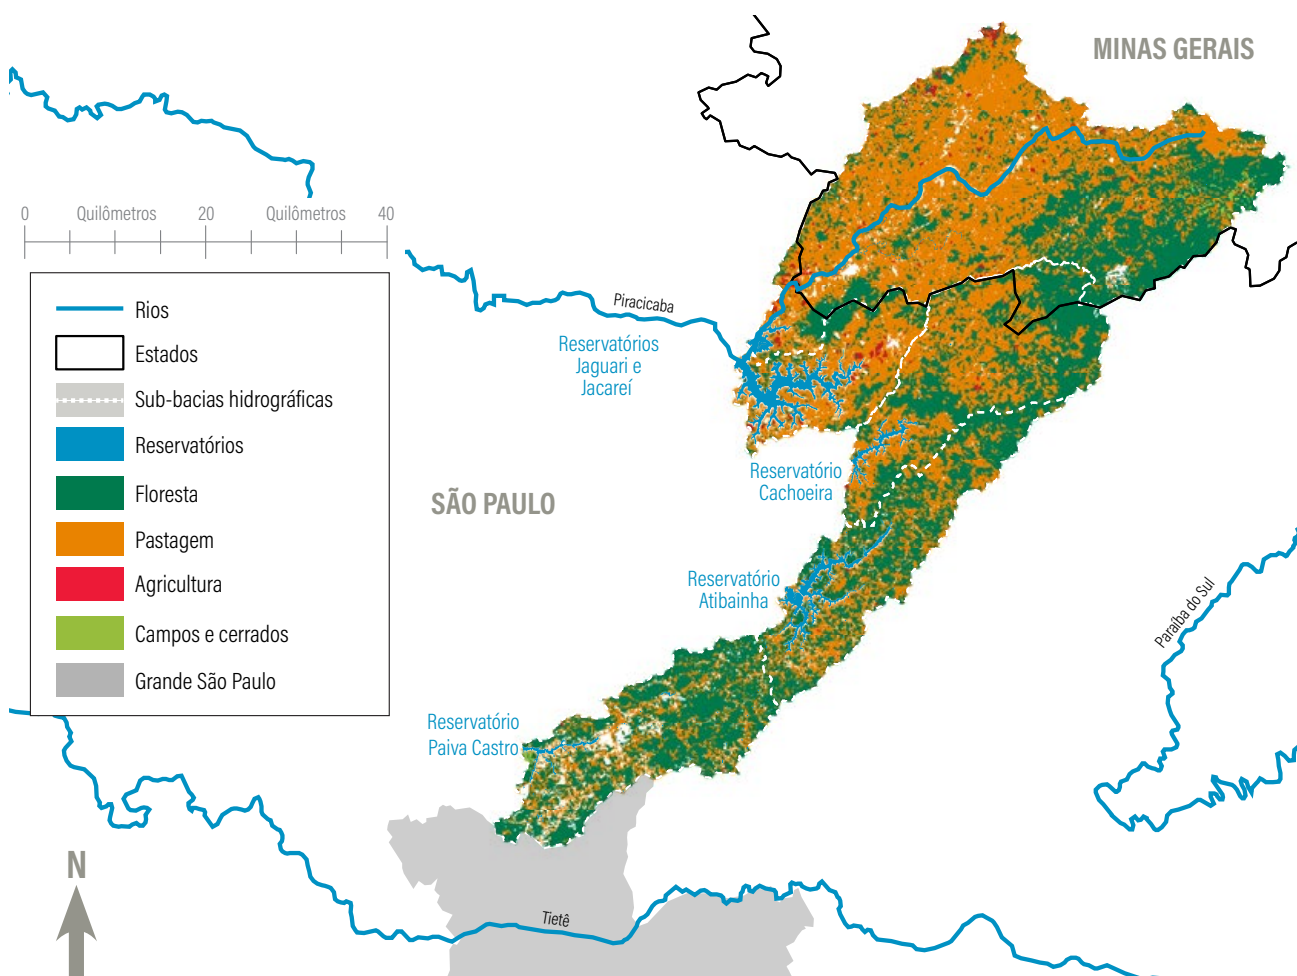 MINAS GERAIS
0 Quilômetros 20 Quilômetros 40
Rios
Estados
Sub-bacias hidrográficas
Reservatórios
Floresta
Pastagem
Agricultura
Campos e cerrados
Grande São Paulo
Piracicaba
Reservatórios
Jaguari e
Jacareí
Reservatório
Cachoeira
SÃO PAULO
Reservatório
Atibainha
Paraíba do Sul
Reservatório
Paiva Castro
N
Tietê